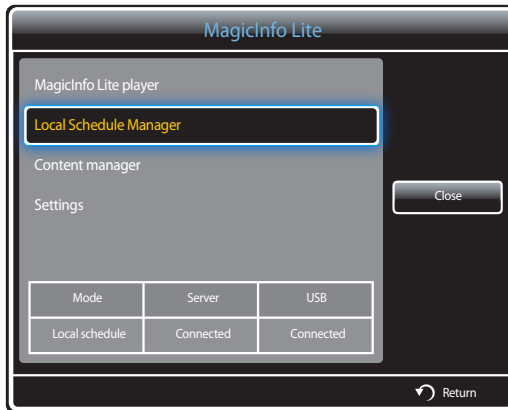 MagicInfo Lite
MagicInfo Lite player
Local Schedule Manager
Content manager
Settings
Close
Mode Server USB
Local schedule Connected Connected
Return